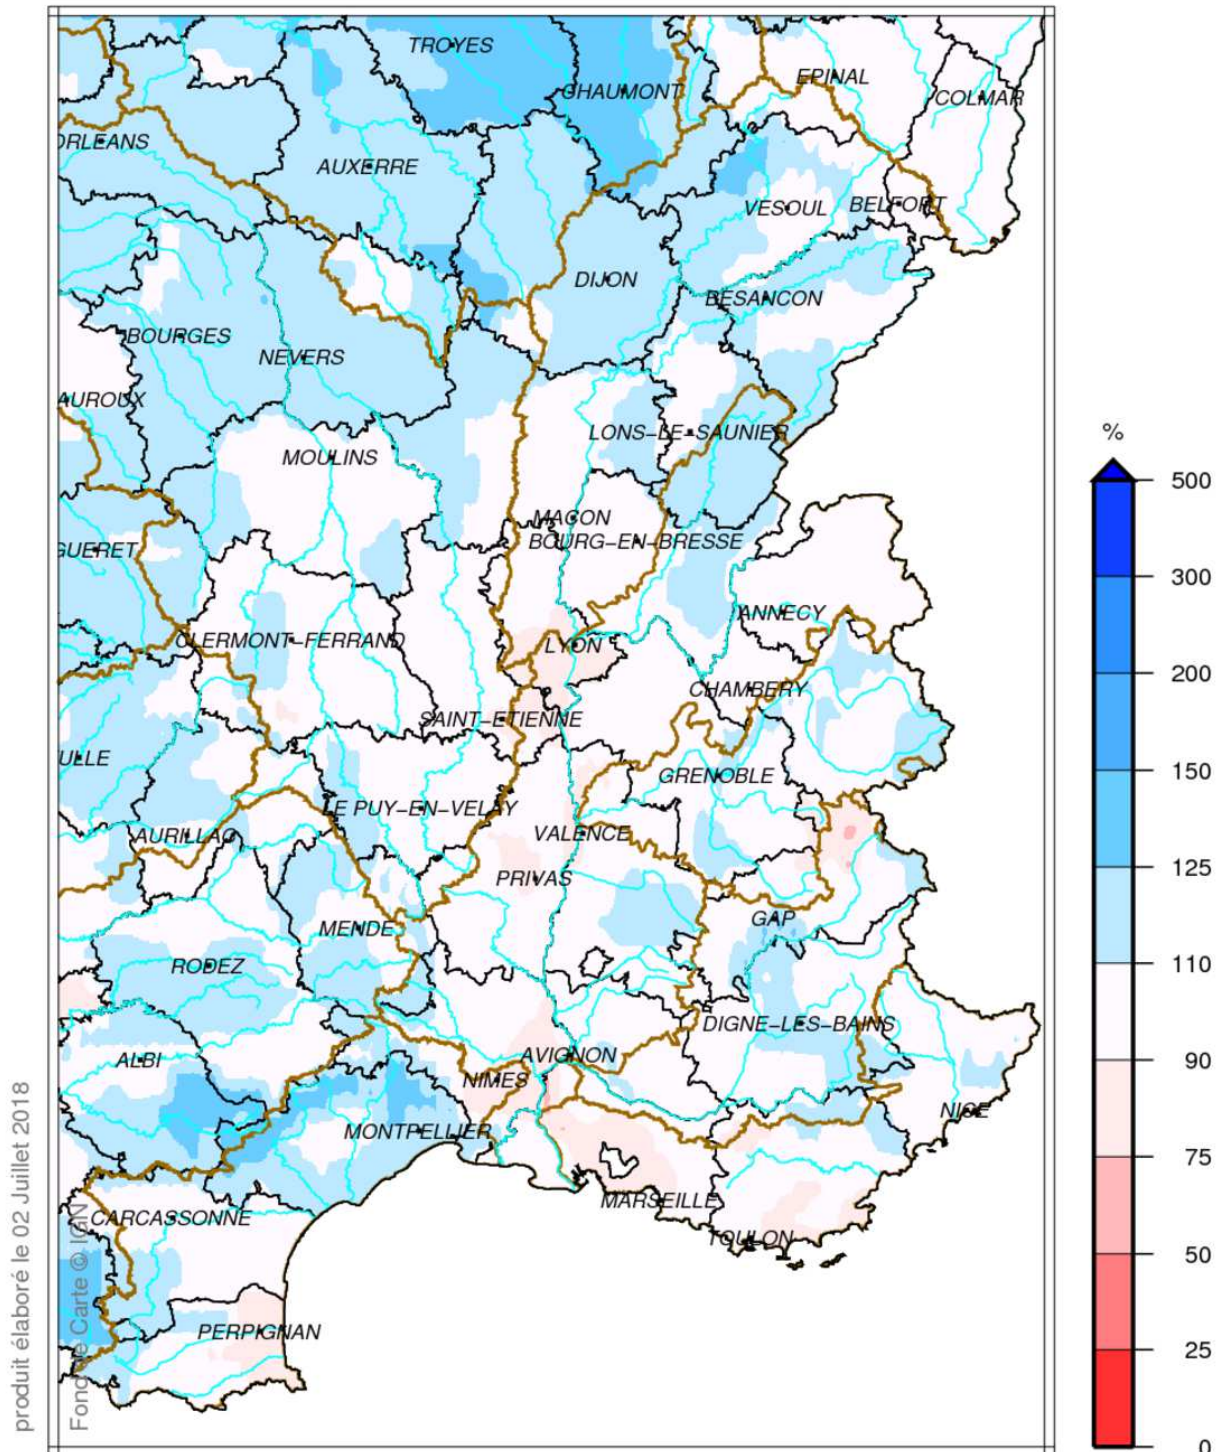 TROYES
CHAUMONT
EPINAL
COLMAR
ORLEANS
AUXERRE
VESOUL
BELFORT
DIJON
BESANCON
BOURGES
NEVERS
AUROUX
LONS-LE-SAUNIER
MOULINS
MACON
BOURG-EN-BRESSE
GUERET
ANNECY
CLERMONT-FERRAND
LYON
CHAMBERY
SAINT-ETIENNE
ULLE
GRENOBLE
LE PUY-EN-VELAY
AURILLAC
VALENCE
PRIVAS
MENDE
GAP
RODEZ
DIGNE-LES-BAINS
ALBI
AVIGNON
NIMES
NICE
MONTPELLIER
MARSEILLE
CARCASSONNE
TOULON
PERPIGNAN
%
500
300
200
150
125
110
90
75
50
25
0
produit élaboré le 02 Juillet 2018
Fond de Carte © IGN